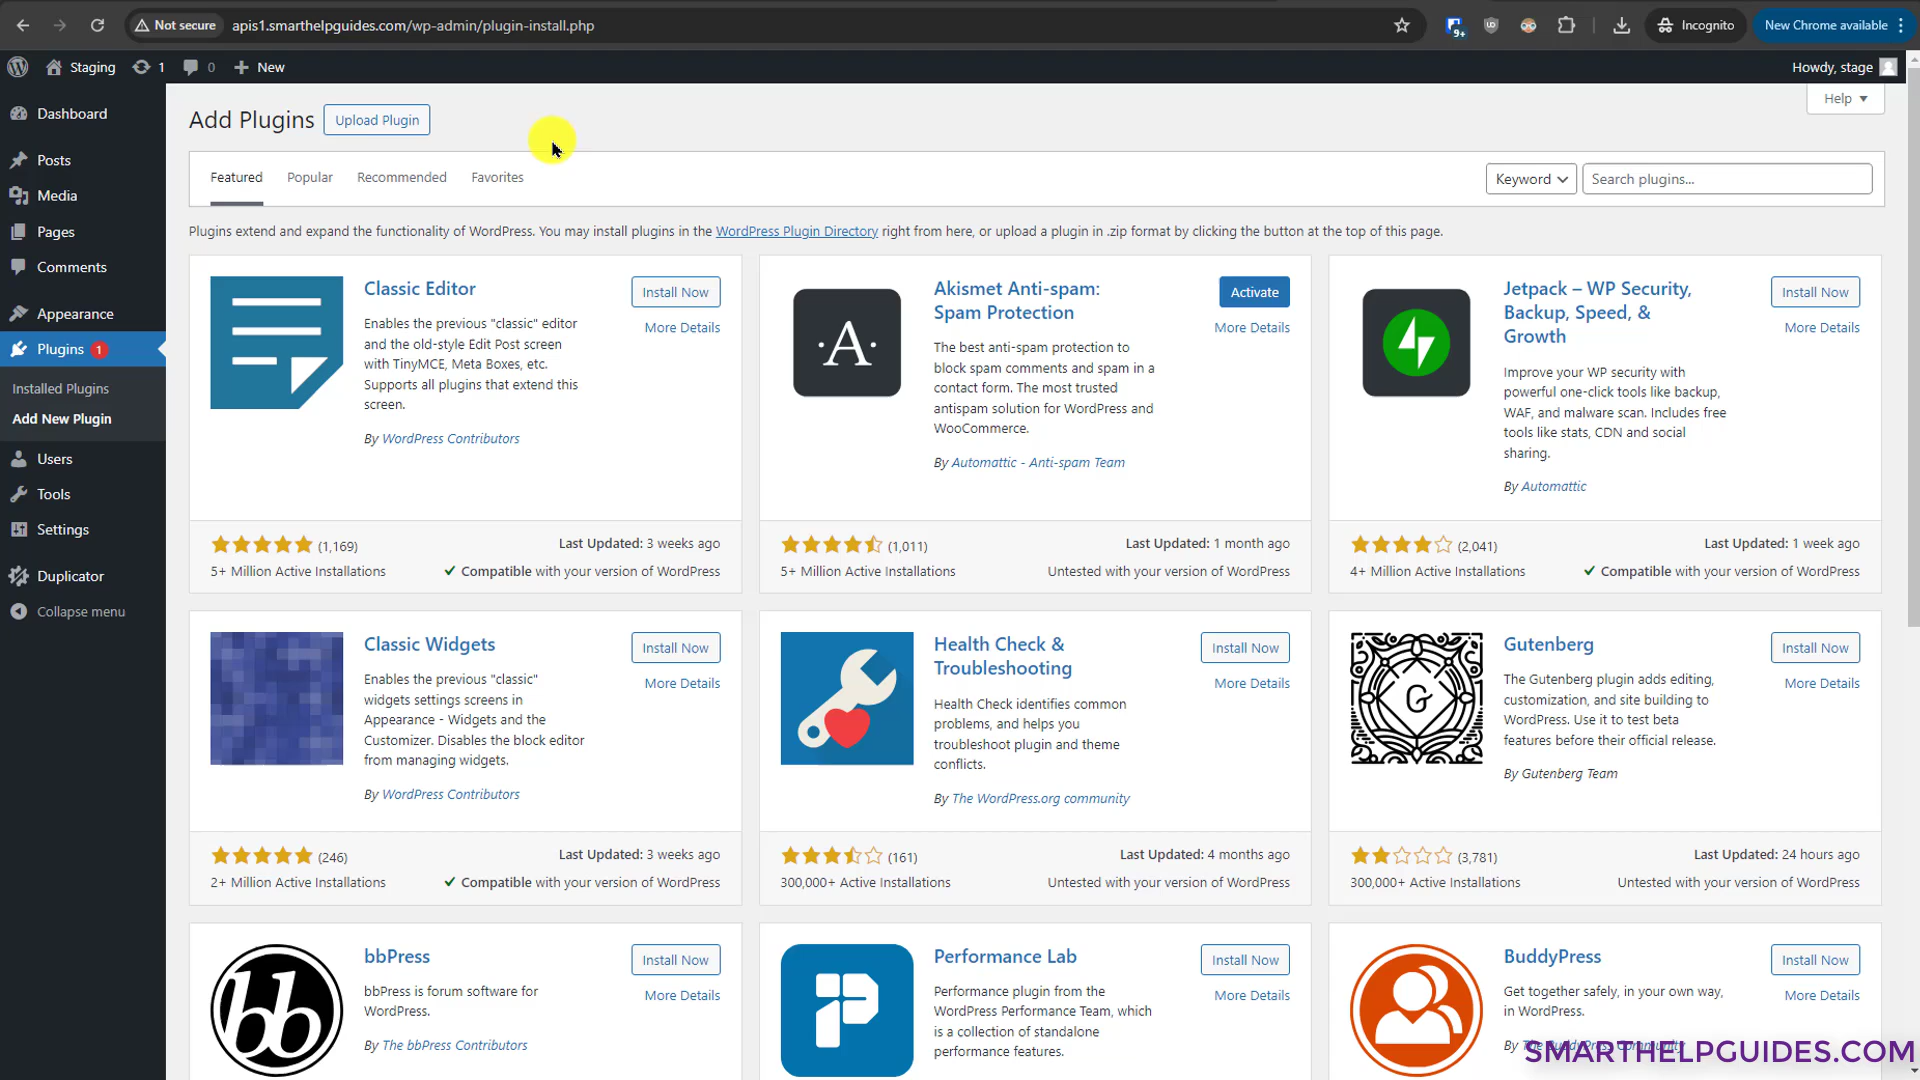 Not secure
apis1.smarthelpguides.com/wp-admin/plugin-install.php
9+
Incognito
New Chrome available
Staging
1
0
New
Howdy, stage
Dashboard
Posts
Media
Pages
Comments
Appearance
Plugins 1
Installed Plugins
Add New Plugin
Users
Tools
Settings
Duplicator
Collapse menu
Add Plugins
Upload Plugin
Help
Featured
Popular
Recommended
Favorites
Keyword
Search plugins...
Plugins extend and expand the functionality of WordPress. You may install plugins in the WordPress Plugin Directory right from here, or upload a plugin in .zip format by clicking the button at the top of this page.
Classic Editor
Install Now
More Details
Enables the previous "classic" editor
and the old-style Edit Post screen
with TinyMCE, Meta Boxes, etc.
Supports all plugins that extend this
screen.
By WordPress Contributors
(1,169)
Last Updated: 3 weeks ago
5+ Million Active Installations
Compatible with your version of WordPress
·A·
Akismet Anti-spam:
Spam Protection
Activate
More Details
The best anti-spam protection to
block spam comments and spam in a
contact form. The most trusted
antispam solution for WordPress and
WooCommerce.
By Automattic - Anti-spam Team
(1,011)
Last Updated: 1 month ago
5+ Million Active Installations
Untested with your version of WordPress
Jetpack – WP Security,
Backup, Speed, &
Growth
Install Now
More Details
Improve your WP security with
powerful one-click tools like backup,
WAF, and malware scan. Includes free
tools like stats, CDN and social
sharing.
By Automattic
(2,041)
Last Updated: 1 week ago
4+ Million Active Installations
Compatible with your version of WordPress
Classic Widgets
Install Now
More Details
Enables the previous "classic"
widgets settings screens in
Appearance - Widgets and the
Customizer. Disables the block editor
from managing widgets.
By WordPress Contributors
(246)
Last Updated: 3 weeks ago
2+ Million Active Installations
Compatible with your version of WordPress
Health Check &
Troubleshooting
Install Now
More Details
Health Check identifies common
problems, and helps you
troubleshoot plugin and theme
conflicts.
By The WordPress.org community
(161)
Last Updated: 4 months ago
300,000+ Active Installations
Untested with your version of WordPress
G
Gutenberg
Install Now
More Details
The Gutenberg plugin adds editing,
customization, and site building to
WordPress. Use it to test beta
features before their official release.
By Gutenberg Team
(3,781)
Last Updated: 24 hours ago
300,000+ Active Installations
Untested with your version of WordPress
bb
bbPress
Install Now
More Details
bbPress is forum software for
WordPress.
By The bbPress Contributors
Performance Lab
Install Now
More Details
Performance plugin from the
WordPress Performance Team, which
is a collection of standalone
performance features.
BuddyPress
Install Now
More Details
Get together safely, in your own way,
in WordPress.
By The BuddyPress Community
SMARTHELPGUIDES.COM